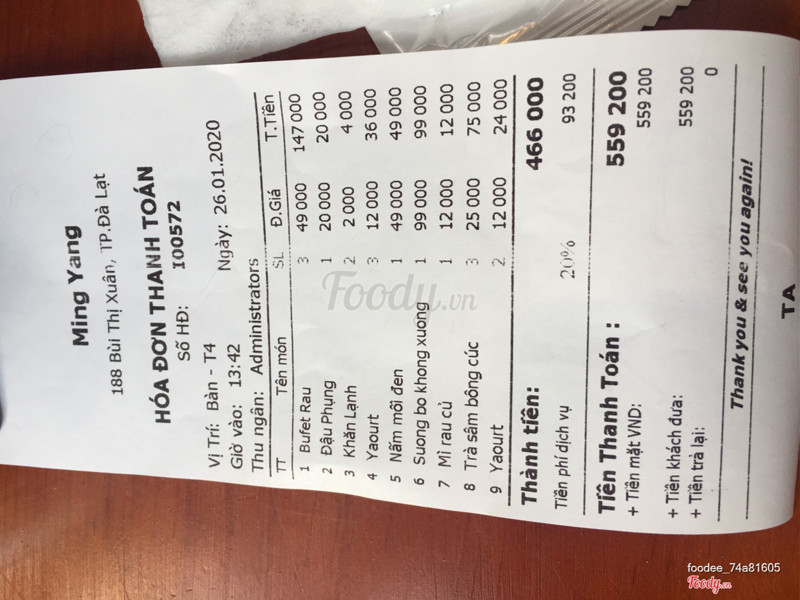 Ming Yang
188 Bùi Thị Xuân, TP.Đà Lạt
HÓA ĐƠN THANH TOÁN
Số HĐ: I00572
Vị Trí: Bàn - T4
Giờ vào: 13:42 Ngày: 26.01.2020
Thu ngân: Administrators
TT Tên món SL Đ.Giá T.Tiền
1 Bufet Rau 3 49 000 147 000
2 Đậu Phụng 1 20 000 20 000
3 Khăn Lạnh 2 2 000 4 000
4 Yaourt 3 12 000 36 000
5 Nấm mối đen 1 49 000 49 000
6 Suong bo khong xuong 1 99 000 99 000
7 Mì rau củ 1 12 000 12 000
8 Trà sâm bông cúc 3 25 000 75 000
9 Yaourt 2 12 000 24 000
Thành tiền: 466 000
Tiền phí dịch vụ 20% 93 200
Tiền Thanh Toán : 559 200
+ Tiền mặt VND: 559 200
+ Tiền khách đưa: 559 200
+ Tiền trả lại: 0
Thank you & see you again!
TA
Foody.vn
foodee_74a81605
Foody.vn